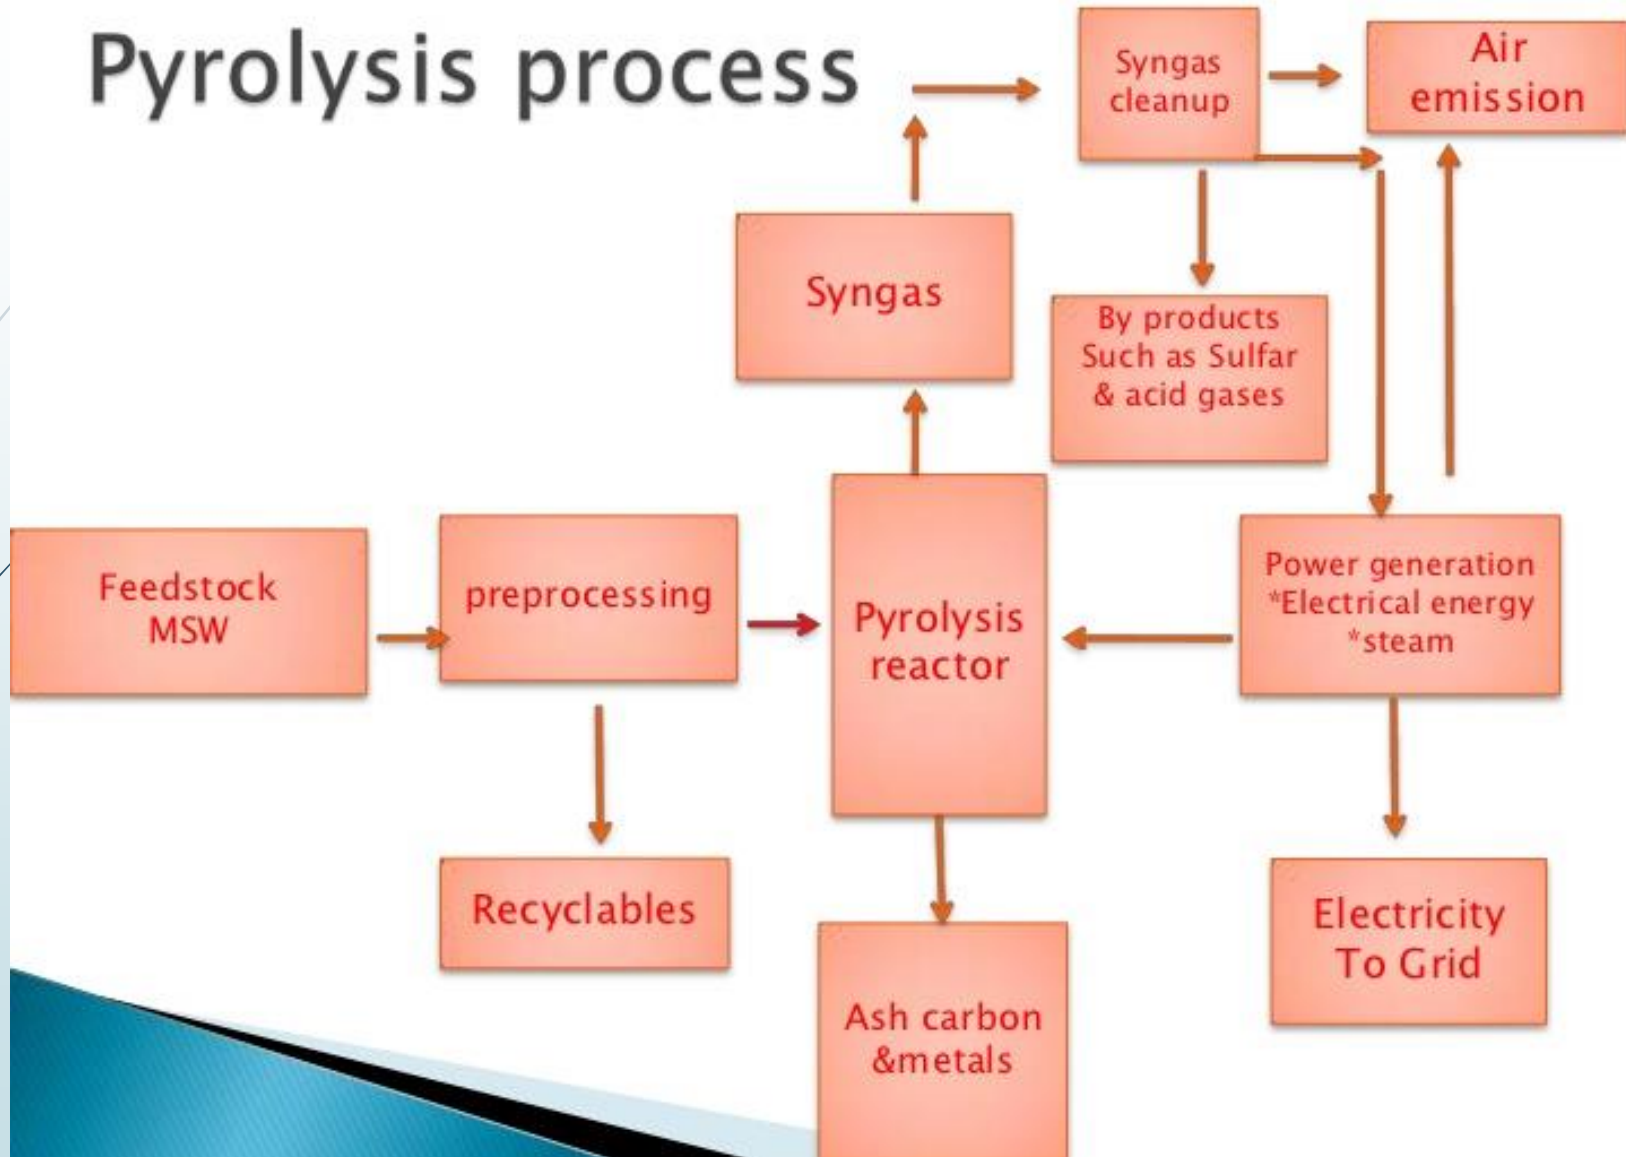 Pyrolysis process
Syngas
cleanup
Air
emission
Syngas
By products
Such as Sulfar
& acid gases
Feedstock
MSW
preprocessing
Pyrolysis
reactor
Power generation
*Electrical energy
*steam
Recyclables
Ash carbon
&metals
Electricity
To Grid